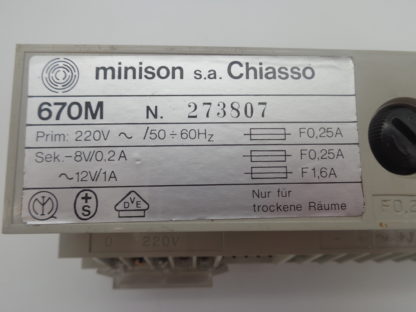 minison s.a. Chiasso
670M N. 273807
Prim: 220V ~ /50÷60Hz F0,25A
Sek.-8V/0.2A F0,25A
~12V/1A F1,6A
+S DVE Nur für
trockene Räume
0 220V